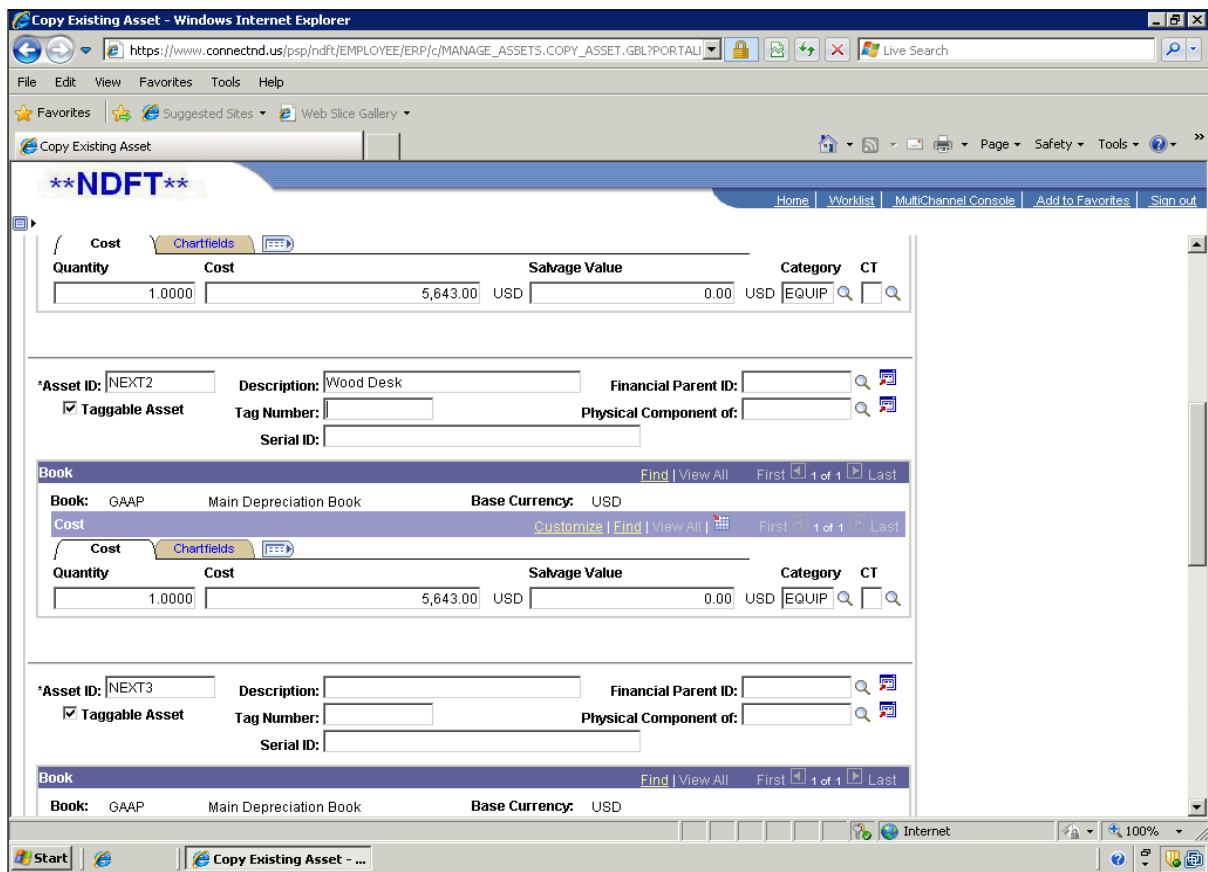 Copy Existing Asset - Windows Internet Explorer
https://www.connectnd.us/psp/ndft/EMPLOYEE/ERP/c/MANAGE_ASSETS.COPY_ASSET.GBL?PORTALI
Live Search
File Edit View Favorites Tools Help
Favorites Suggested Sites Web Slice Gallery
Copy Existing Asset Page Safety Tools »
**NDFT**
Home | Worklist | MultiChannel Console | Add to Favorites | Sign out
Cost Chartfields
Quantity Cost Salvage Value Category CT
1.0000 5,643.00 USD 0.00 USD EQUIP
*Asset ID: NEXT2 Description: Wood Desk Financial Parent ID:
Taggable Asset Tag Number: Physical Component of:
Serial ID:
Book Find | View All First 1 of 1 Last
Book: GAAP Main Depreciation Book Base Currency: USD
Cost Customize | Find | View All | First 1 of 1 Last
Cost Chartfields
Quantity Cost Salvage Value Category CT
1.0000 5,643.00 USD 0.00 USD EQUIP
*Asset ID: NEXT3 Description: Financial Parent ID:
Taggable Asset Tag Number: Physical Component of:
Serial ID:
Book Find | View All First 1 of 1 Last
Book: GAAP Main Depreciation Book Base Currency: USD
Internet 100%
Start Copy Existing Asset - ...